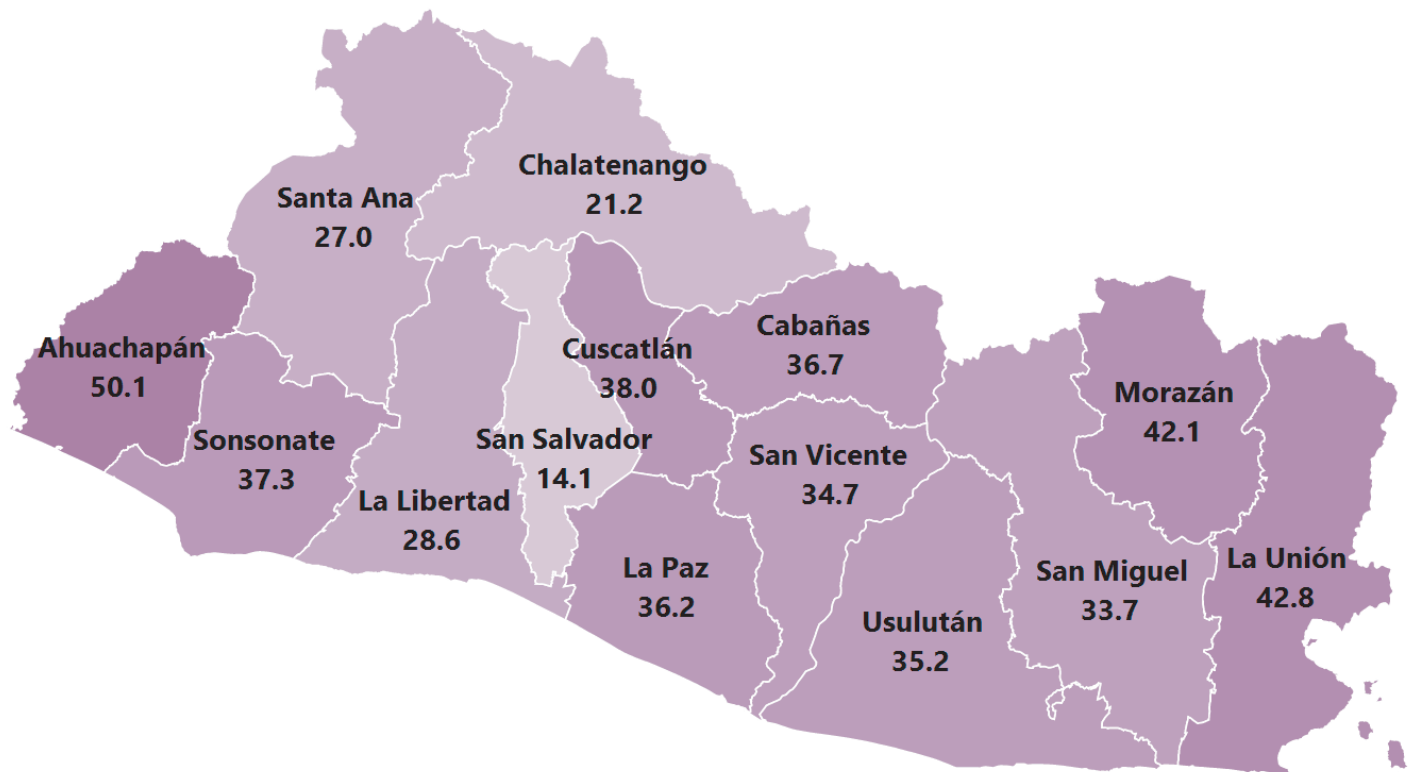 Chalatenango
21.2
Santa Ana
27.0
Ahuachapán
50.1
Cabañas
36.7
Cuscatlán
38.0
Morazán
42.1
Sonsonate
37.3
San Salvador
14.1
San Vicente
34.7
La Libertad
28.6
La Paz
36.2
San Miguel
33.7
La Unión
42.8
Usulután
35.2